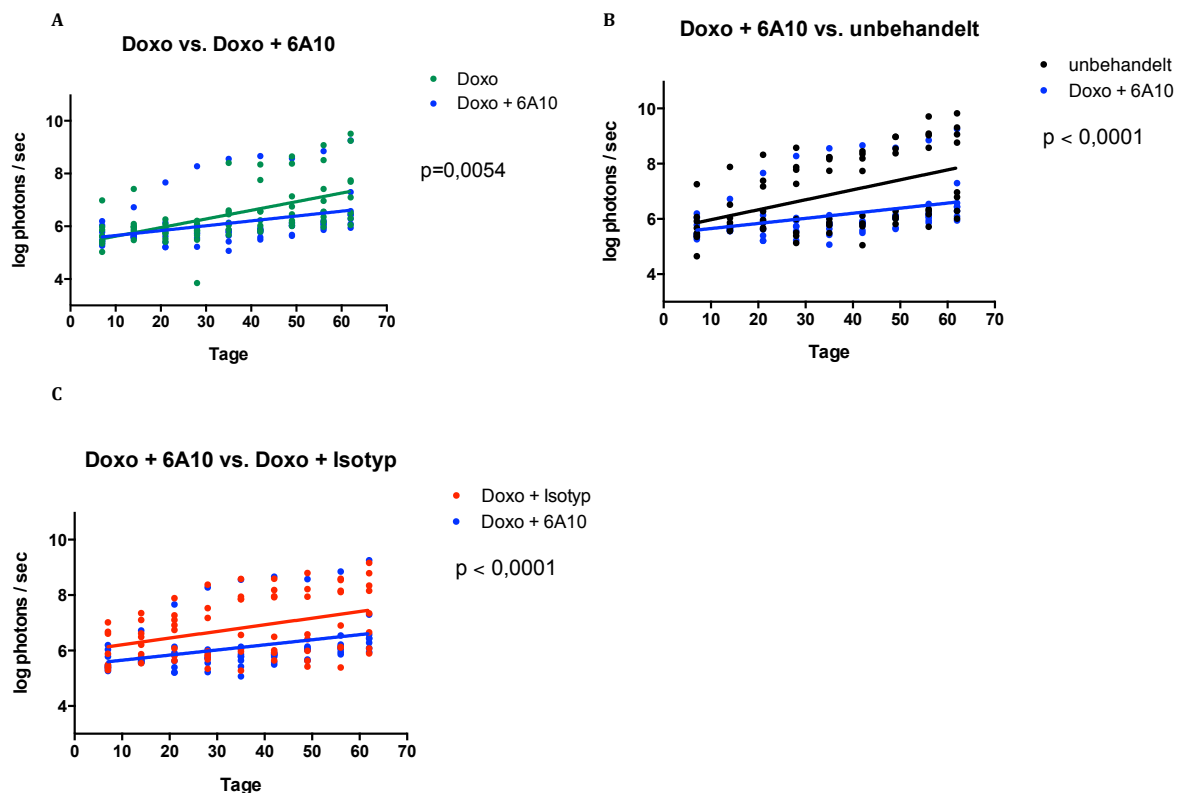 A
Doxo vs. Doxo + 6A10
Doxo
Doxo + 6A10
p=0,0054
log photons / sec
10
8
6
4
0 10 20 30 40 50 60 70
Tage
B
Doxo + 6A10 vs. unbehandelt
unbehandelt
Doxo + 6A10
p < 0,0001
log photons / sec
10
8
6
4
0 10 20 30 40 50 60 70
Tage
C
Doxo + 6A10 vs. Doxo + Isotyp
Doxo + Isotyp
Doxo + 6A10
p < 0,0001
log photons / sec
10
8
6
4
0 10 20 30 40 50 60 70
Tage